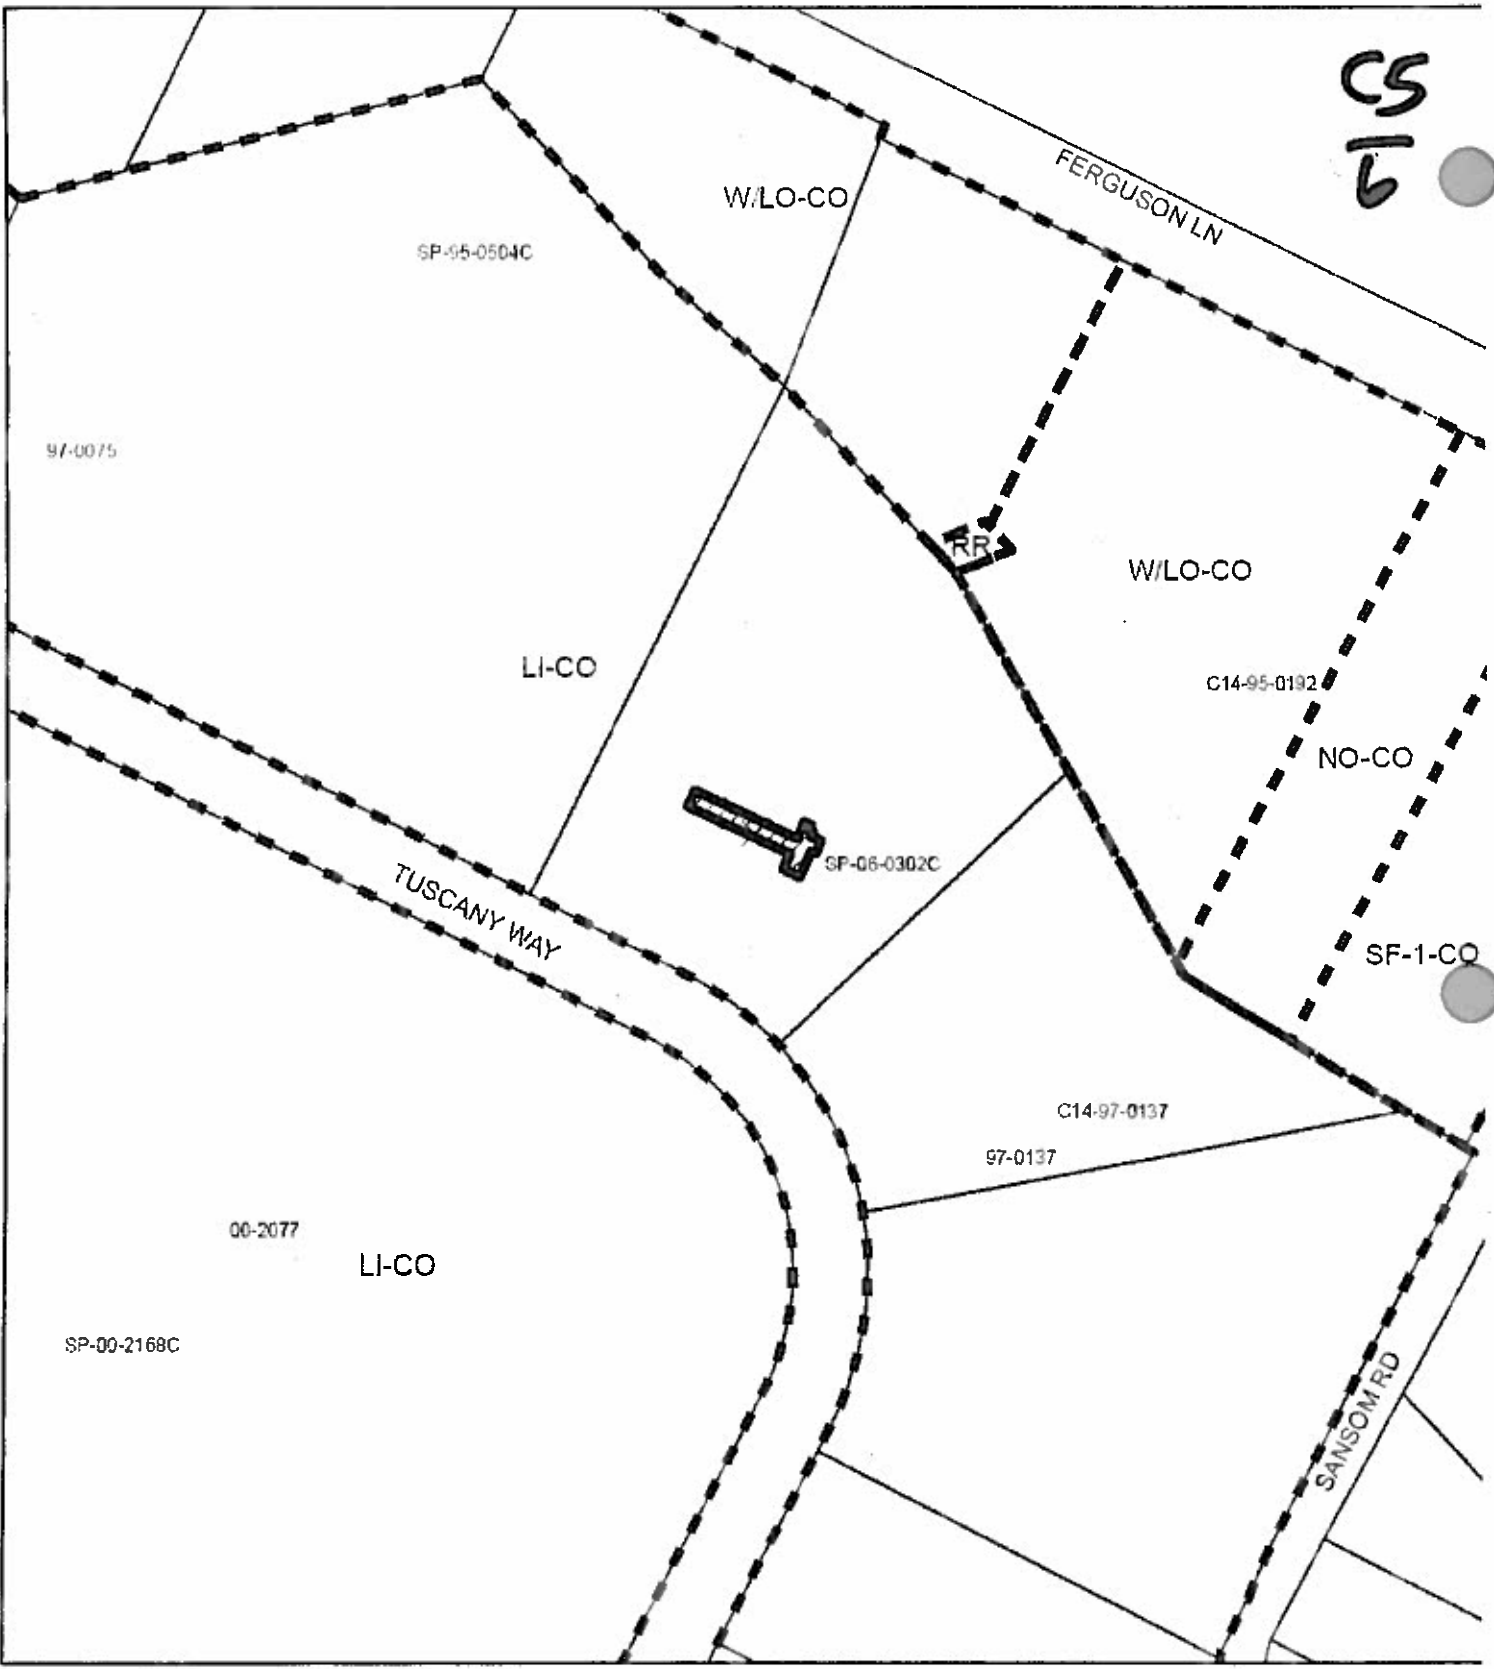 C5
6
FERGUSON LN
W/LO-CO
SP-95-0504C
97-0075
RR
W/LO-CO
LI-CO
C14-95-0192
NO-CO
SP-06-0302C
TUSCANY WAY
SF-1-CO
C14-97-0137
97-0137
00-2077
LI-CO
SP-00-2168C
SANSOM RD